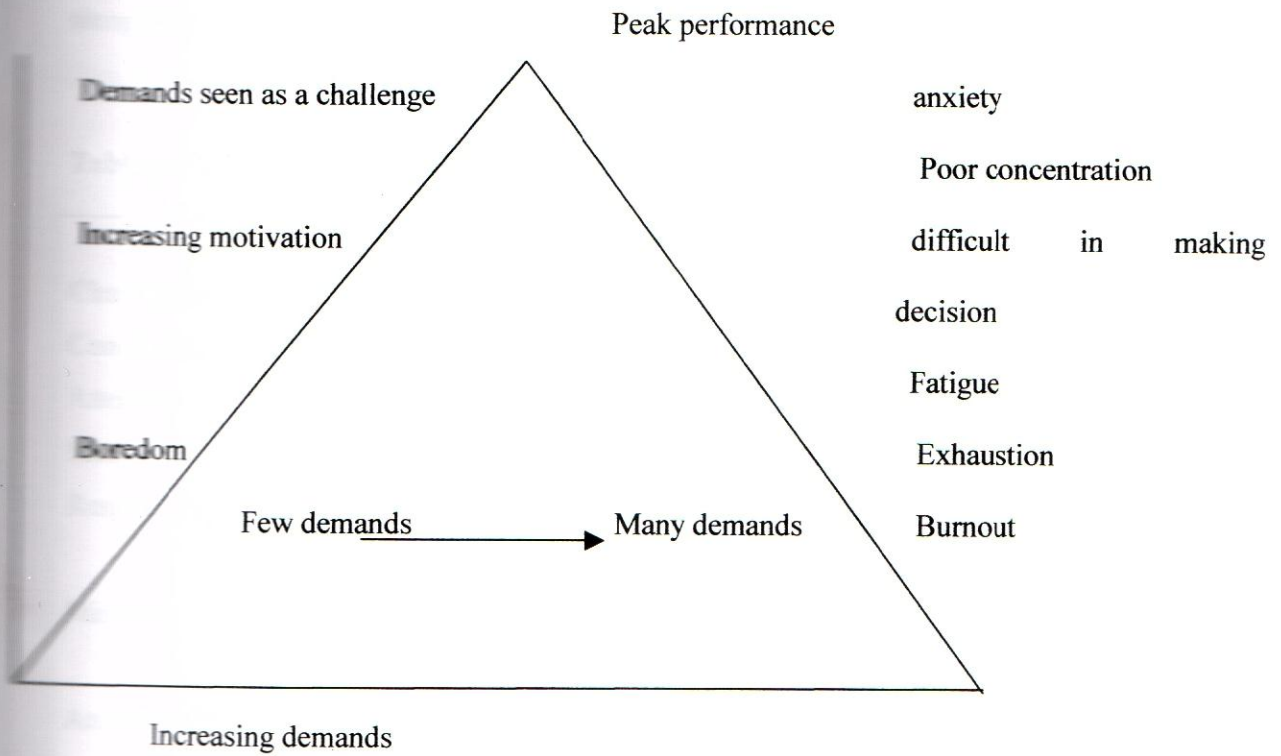 Peak performance
Demands seen as a challenge
Increasing motivation
Boredom
Few demands
Many demands
anxiety
Poor concentration
difficult in making
decision
Fatigue
Exhaustion
Burnout
Increasing demands